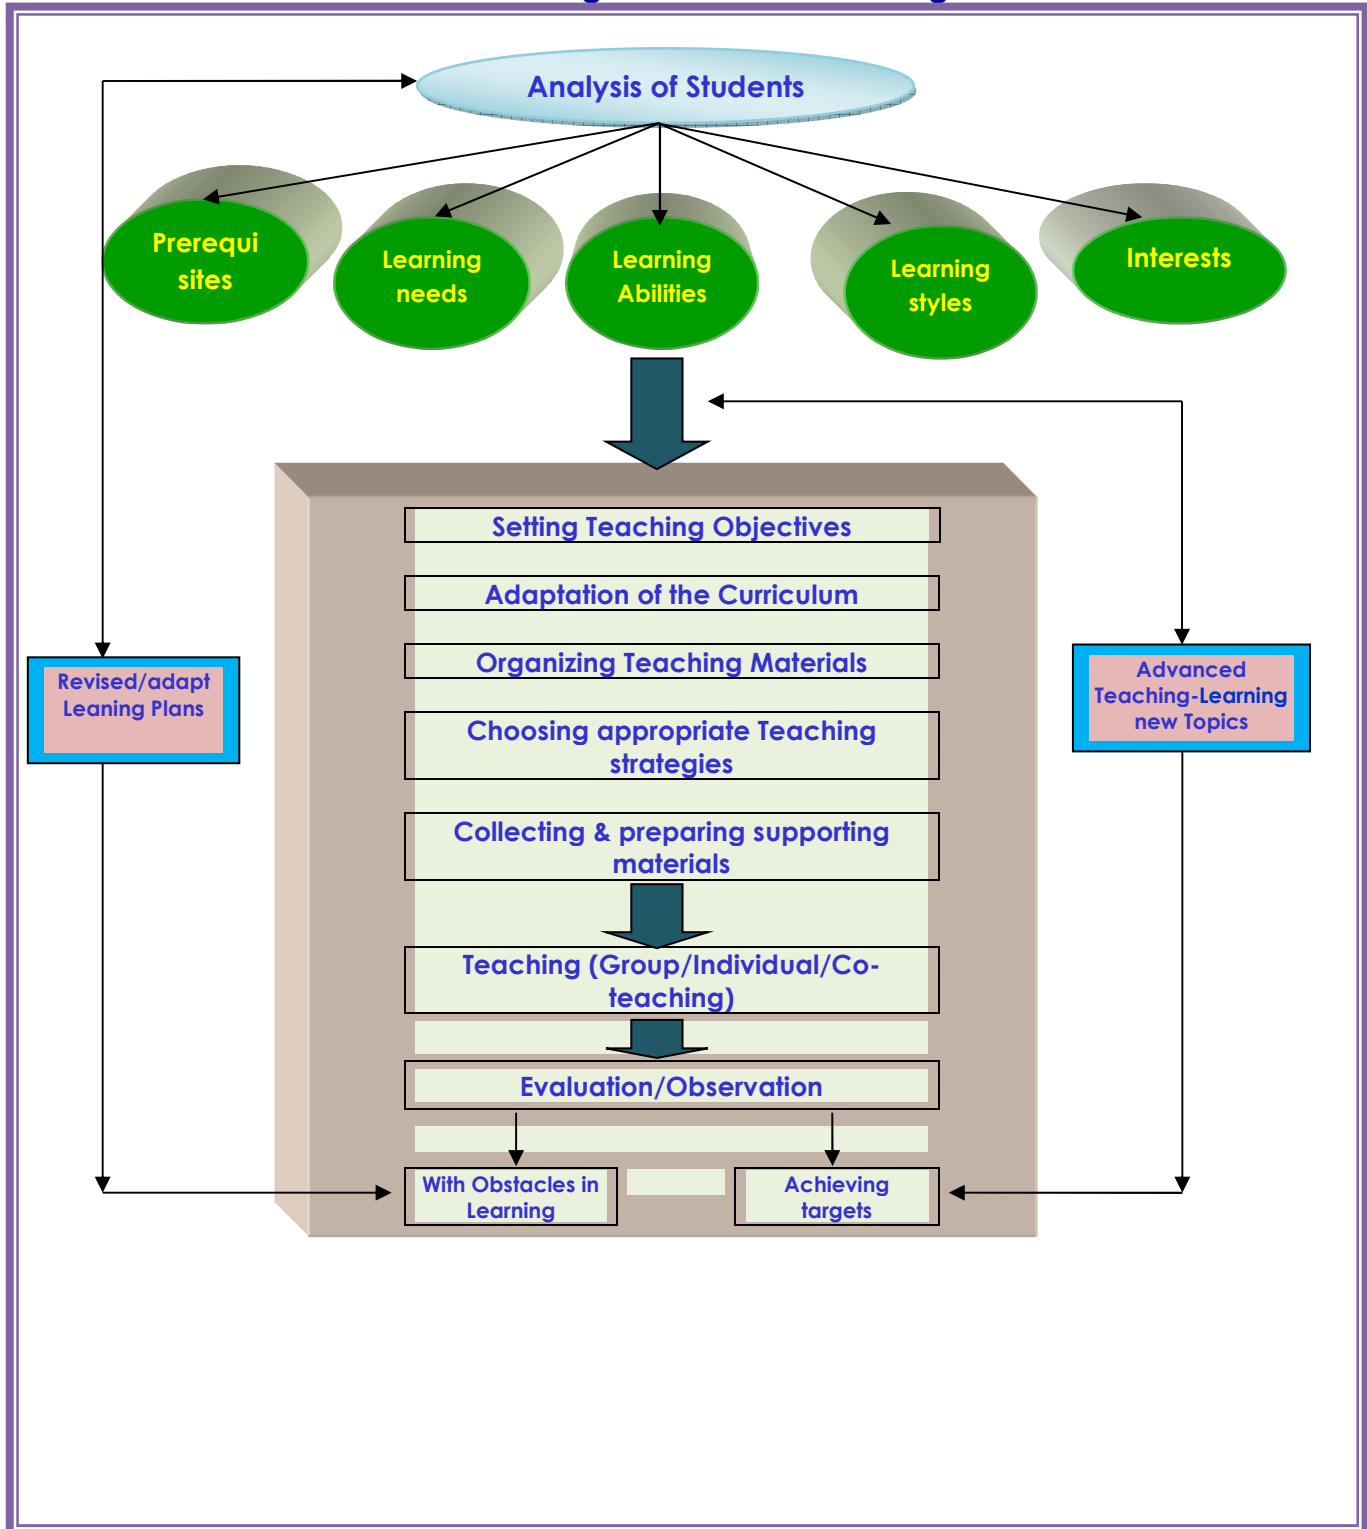 Analysis of Students
Prerequi
sites
Learning
needs
Learning
Abilities
Learning
styles
Interests
Setting Teaching Objectives
Adaptation of the Curriculum
Organizing Teaching Materials
Choosing appropriate Teaching
strategies
Collecting & preparing supporting
materials
Revised/adapt
Leaning Plans
Advanced
Teaching-Learning
new Topics
Teaching (Group/Individual/Co-
teaching)
Evaluation/Observation
With Obstacles in
Learning
Achieving
targets